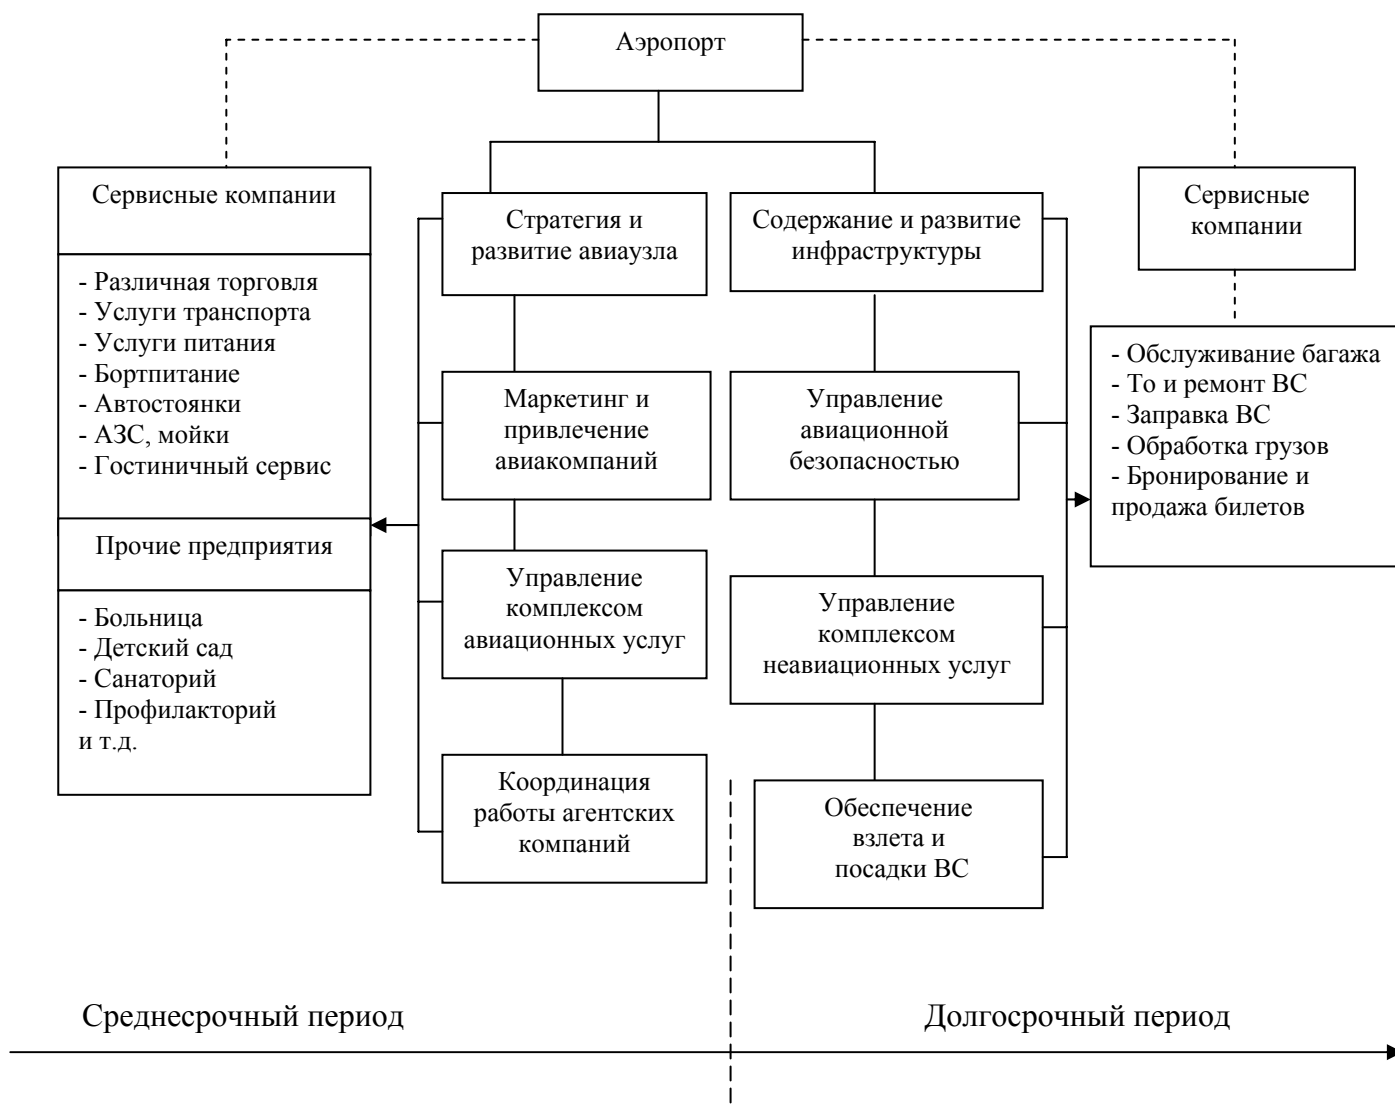 Аэропорт
Сервисные компании
- Различная торговля
- Услуги транспорта
- Услуги питания
- Бортпитание
- Автостоянки
- АЗС, мойки
- Гостиничный сервис
Прочие предприятия
- Больница
- Детский сад
- Санаторий
- Профилакторий
и т.д.
Стратегия и
развитие авиаузла
Маркетинг и
привлечение
авиакомпаний
Управление
комплексом
авиационных услуг
Координация
работы агентских
компаний
Содержание и развитие
инфраструктуры
Управление
авиационной
безопасностью
Управление
комплексом
неавиационных услуг
Обеспечение
взлета и
посадки ВС
Сервисные
компании
- Обслуживание багажа
- То и ремонт ВС
- Заправка ВС
- Обработка грузов
- Бронирование и
продажа билетов
Среднесрочный период
Долгосрочный период